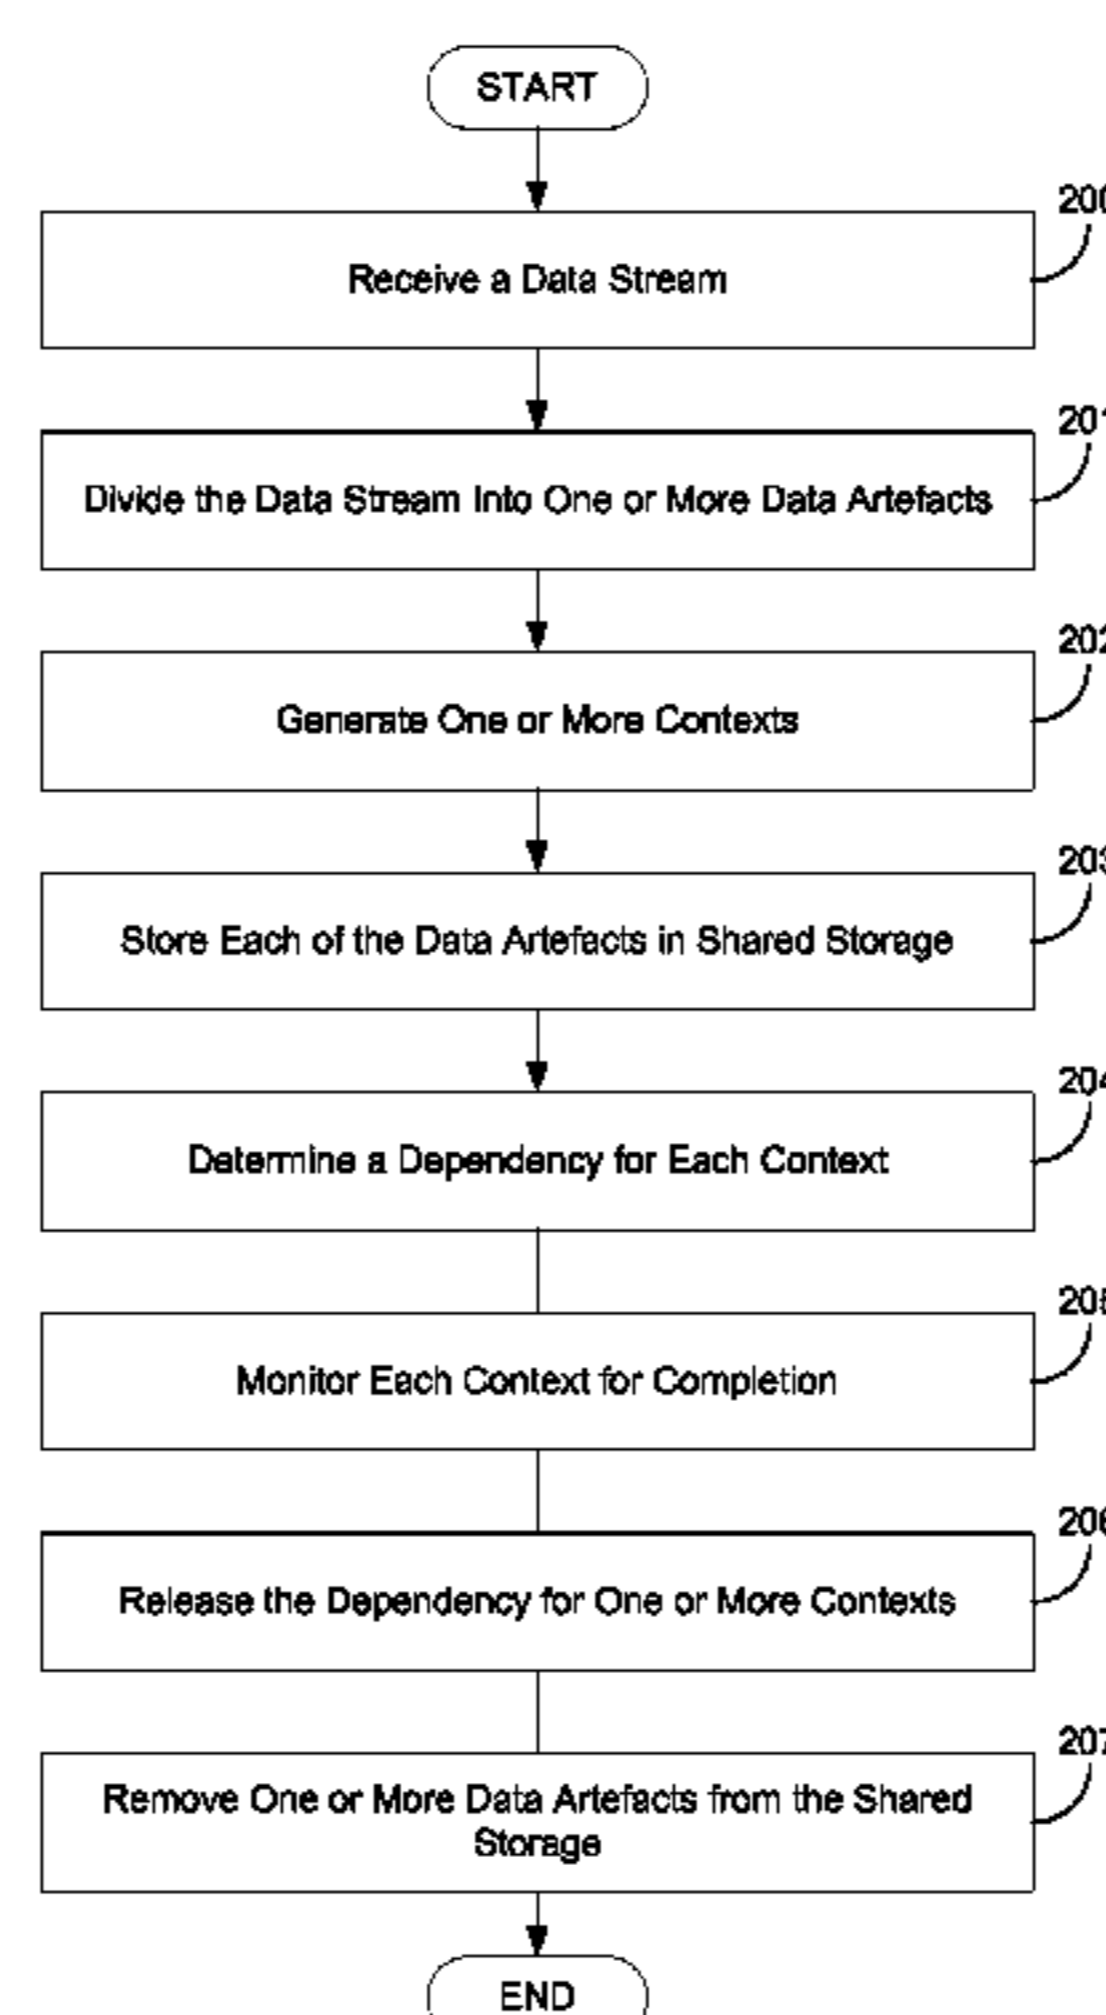 START
200
Receive a Data Stream
201
Divide the Data Stream Into One or More Data Artefacts
202
Generate One or More Contexts
203
Store Each of the Data Artefacts in Shared Storage
204
Determine a Dependency for Each Context
205
Monitor Each Context for Completion
206
Release the Dependency for One or More Contexts
207
Remove One or More Data Artefacts from the Shared
Storage
END